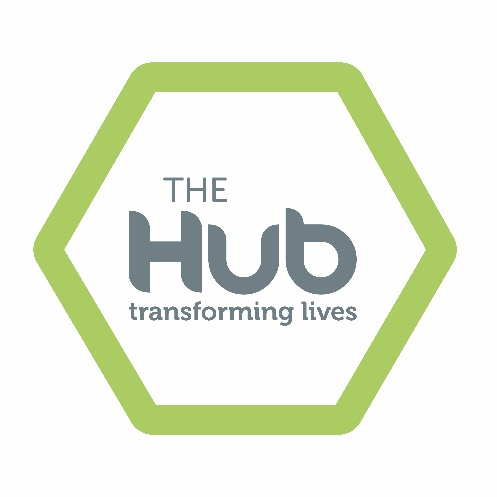 THE
Hub
transforming lives